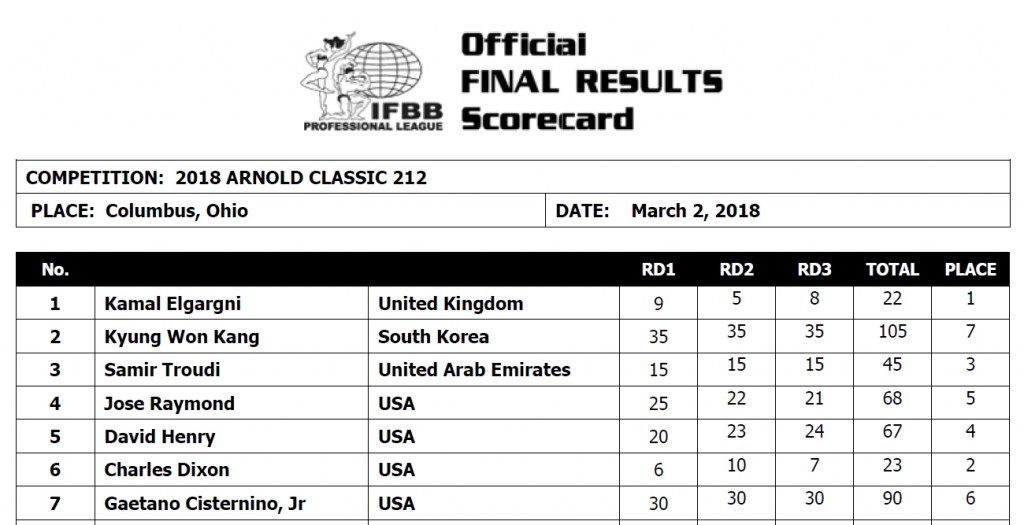 IFBB
PROFESSIONAL LEAGUE
Official
FINAL RESULTS
Scorecard
COMPETITION: 2018 ARNOLD CLASSIC 212
PLACE: Columbus, Ohio DATE: March 2, 2018
No. RD1 RD2 RD3 TOTAL PLACE
1 Kamal Elgargni United Kingdom 9 5 8 22 1
2 Kyung Won Kang South Korea 35 35 35 105 7
3 Samir Troudi United Arab Emirates 15 15 15 45 3
4 Jose Raymond USA 25 22 21 68 5
5 David Henry USA 20 23 24 67 4
6 Charles Dixon USA 6 10 7 23 2
7 Gaetano Cisternino, Jr USA 30 30 30 90 6